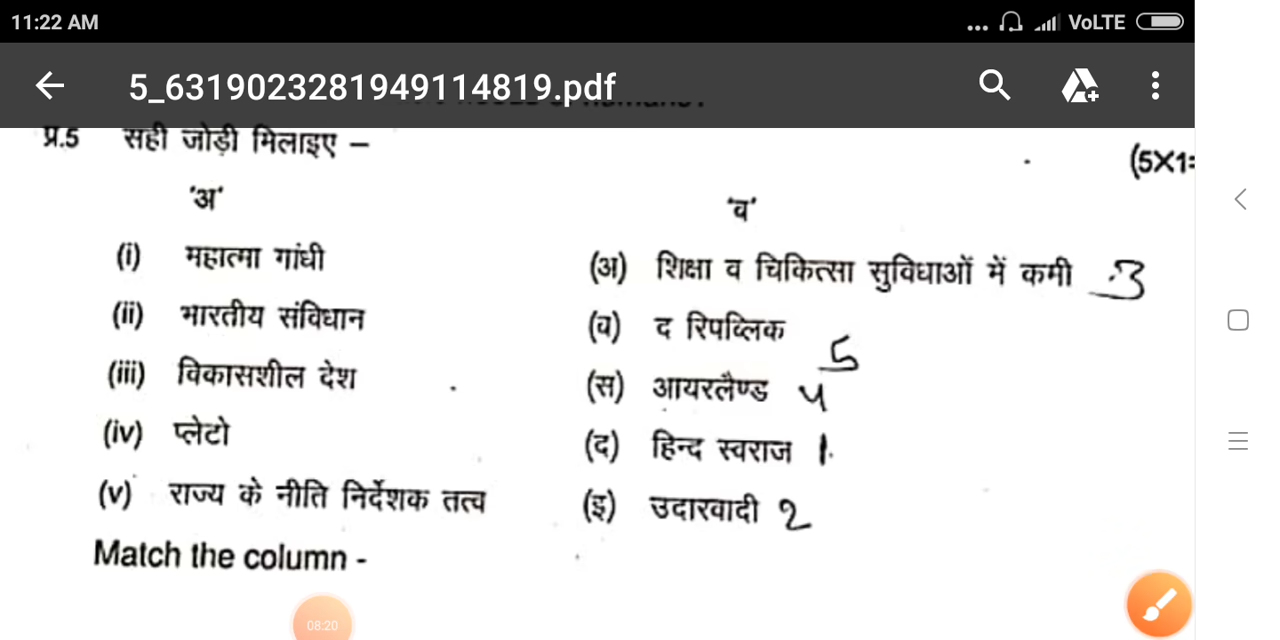 11:22 AM ... VoLTE
5_6319023281949114819.pdf
प्र.5 सही जोड़ी मिलाइए –
(5X1=
'अ' 'ब'
(i) महात्मा गांधी (अ) शिक्षा व चिकित्सा सुविधाओं में कमी 3
(ii) भारतीय संविधान (ब) द रिपब्लिक 5
(iii) विकासशील देश (स) आयरलैण्ड 4
(iv) प्लेटो (द) हिन्द स्वराज 1
(v) राज्य के नीति निर्देशक तत्व (इ) उदारवादी 2
Match the column -
08:20